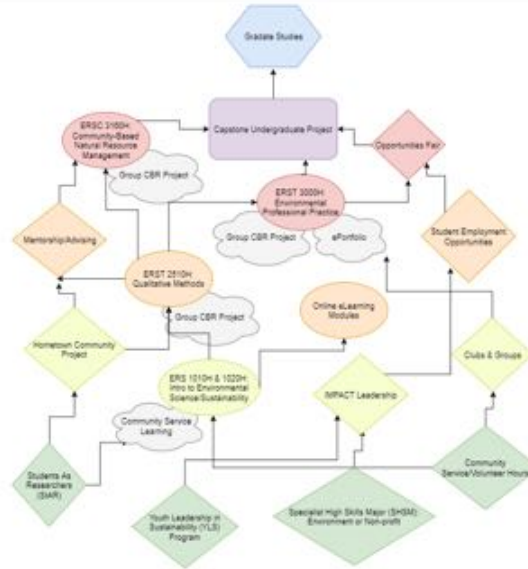 Gradate Studies
ERSC 3160H:
Community-Based
Natural Resource
Management
Capstone Undergraduate Project
Opportunities Fair
Group CBR Project
ERST 3000H:
Environmental
Professional Practice
Mentorship/Advising
Group CBR Project
ePortfolio
Student Employment
Opportunities
ERST 2510H
Qualitative Methods
Group CBR Project
Online eLearning
Modules
Hometown Community
Project
ERS 1010H & 1020H:
Intro to Environmental
Science/Sustainability
IMPACT Leadership
Clubs & Groups
Community Service
Learning
Students As
Researchers
(StAR)
Youth Leadership in
Sustainability (YLS)
Program
Specialist High Skills Major (SHSM)
Environment or Non-profit
Community
Service/Volunteer Hours